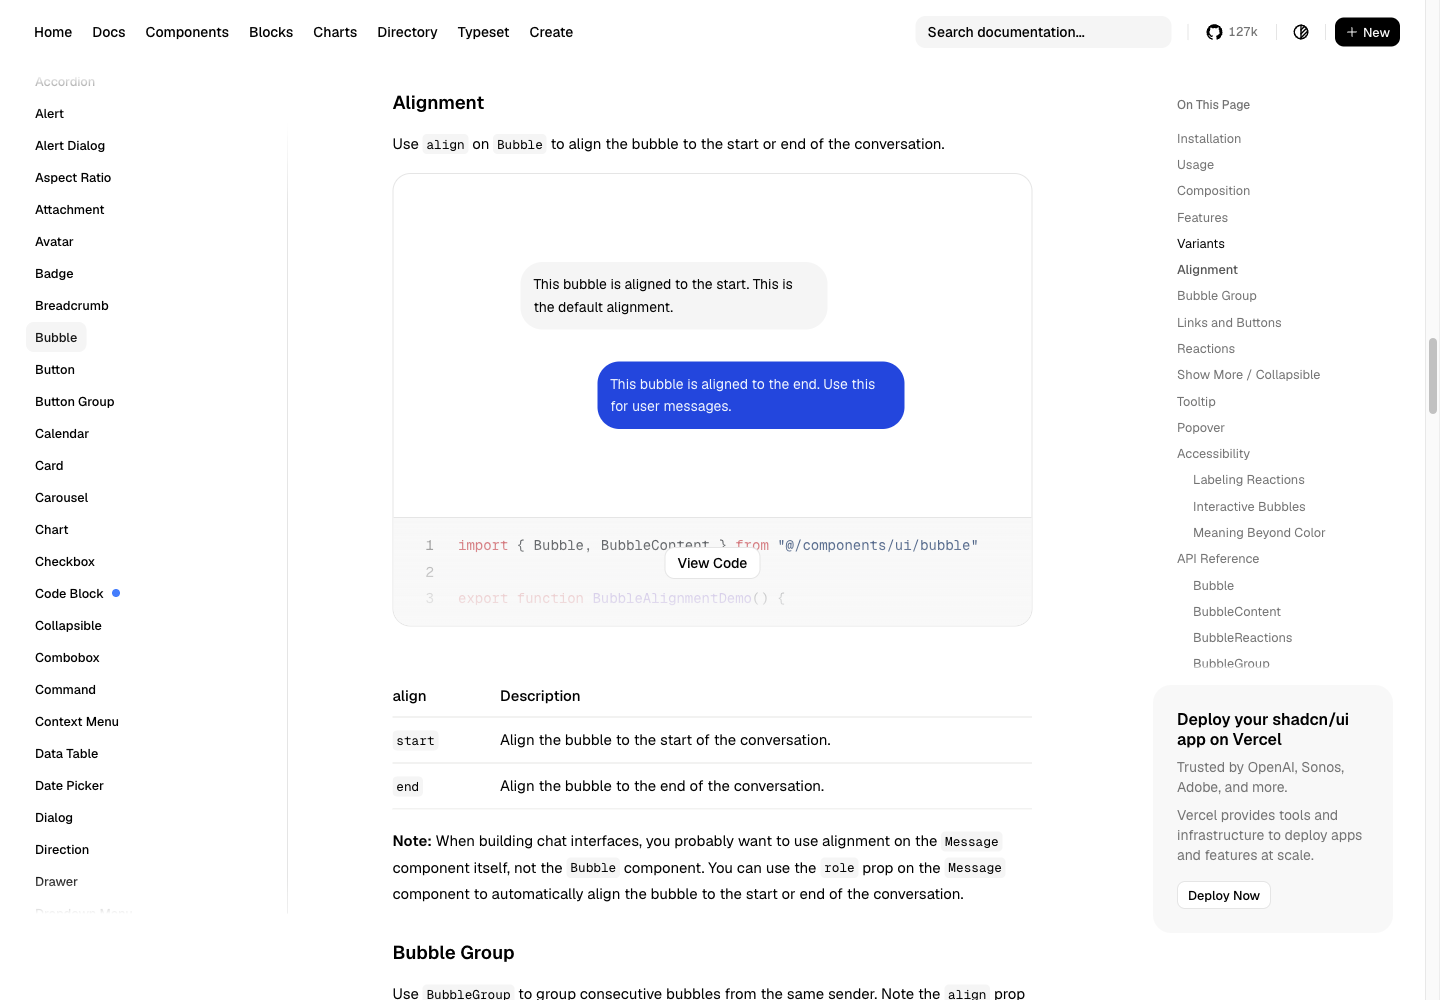 Home Docs Components Blocks Charts Directory Typeset Create
Search documentation... 127k New
Accordion
Alert
Alert Dialog
Aspect Ratio
Attachment
Avatar
Badge
Breadcrumb
Bubble
Button
Button Group
Calendar
Card
Carousel
Chart
Checkbox
Code Block
Collapsible
Combobox
Command
Context Menu
Data Table
Date Picker
Dialog
Direction
Drawer
Dropdown Menu
Alignment
Use align on Bubble to align the bubble to the start or end of the conversation.
This bubble is aligned to the start. This is
the default alignment.
This bubble is aligned to the end. Use this
for user messages.
1 import { Bubble, BubbleContent } from "@/components/ui/bubble"
2
3 export function BubbleAlignmentDemo() {
View Code
align Description
start Align the bubble to the start of the conversation.
end Align the bubble to the end of the conversation.
Note: When building chat interfaces, you probably want to use alignment on the Message
component itself, not the Bubble component. You can use the role prop on the Message
component to automatically align the bubble to the start or end of the conversation.
Bubble Group
Use BubbleGroup to group consecutive bubbles from the same sender. Note the align prop
On This Page
Installation
Usage
Composition
Features
Variants
Alignment
Bubble Group
Links and Buttons
Reactions
Show More / Collapsible
Tooltip
Popover
Accessibility
Labeling Reactions
Interactive Bubbles
Meaning Beyond Color
API Reference
Bubble
BubbleContent
BubbleReactions
BubbleGroup
Deploy your shadcn/ui
app on Vercel
Trusted by OpenAI, Sonos,
Adobe, and more.
Vercel provides tools and
infrastructure to deploy apps
and features at scale.
Deploy Now